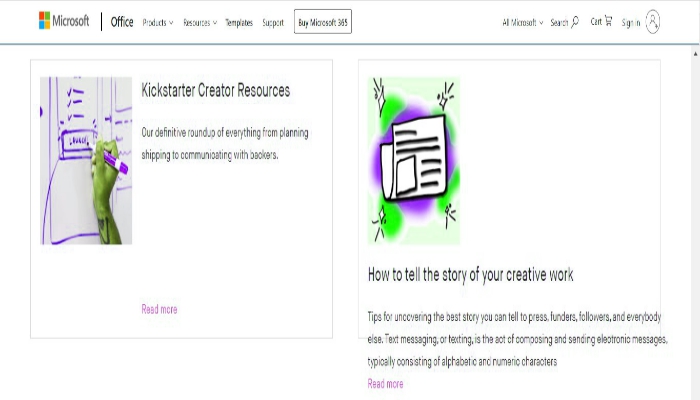 Microsoft
Office
Products
Resources
Templates
Support
Buy Microsoft 365
All Microsoft
Search
Cart
Sign in
Kickstarter Creator Resources
Our definitive roundup of everything from planning
shipping to communicating with backers.
Read more
LAUNCH
How to tell the story of your creative work
Tips for uncovering the best story you can tell to press, funders, followers, and everybody
else. Text messaging, or texting, is the act of composing and sending electronic messages,
typically consisting of alphabetic and numeric characters
Read more